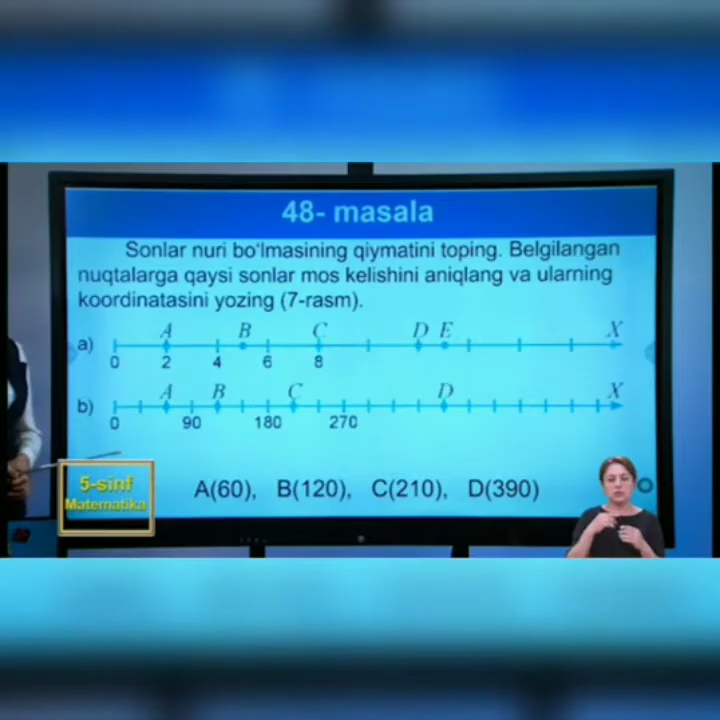 48- masala
Sonlar nuri bo‘lmasining qiymatini toping. Belgilangan
nuqtalarga qaysi sonlar mos kelishini aniqlang va ularning
koordinatasini yozing (7-rasm).
A B C D E X
a)
0 2 4 6 8
A B C D X
b)
0 90 180 270
A(60), B(120), C(210), D(390)
5-sinf
Matematika